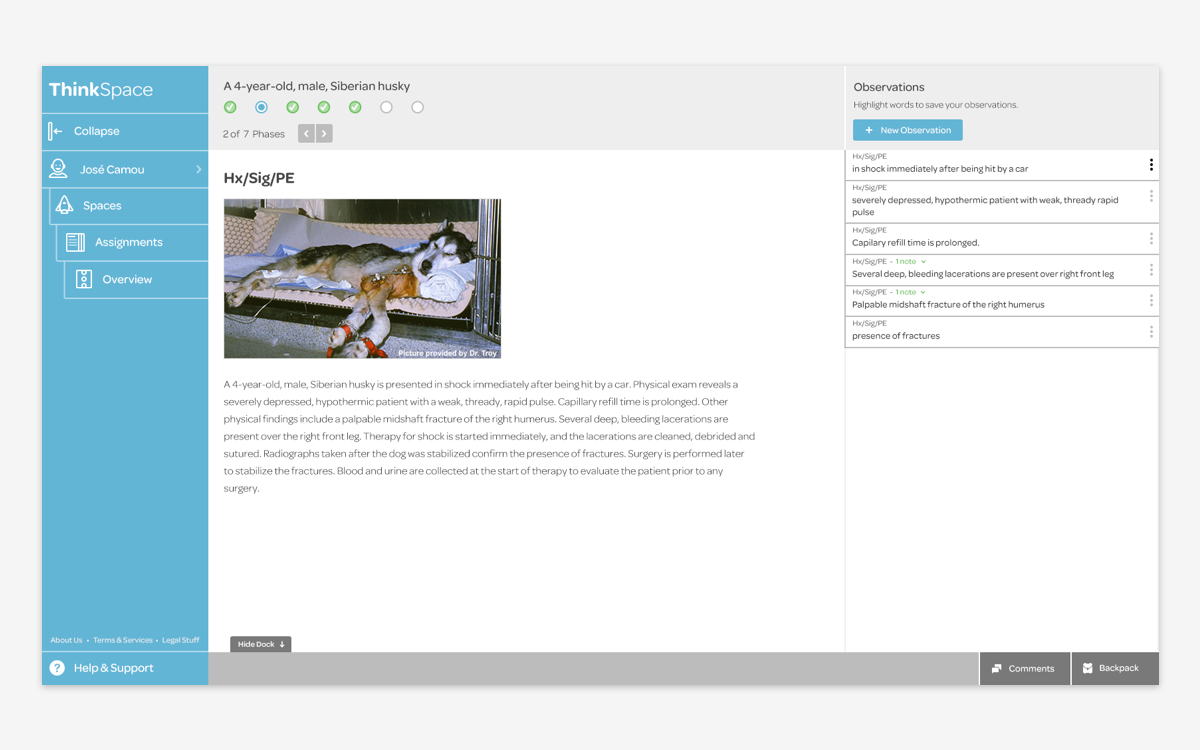 ThinkSpace
Collapse
José Camou
Spaces
Assignments
Overview
About Us • Terms & Services • Legal Stuff
? Help & Support
A 4-year-old, male, Siberian husky
2 of 7 Phases
Hx/Sig/PE
Picture provided by Dr. Troy
A 4-year-old, male, Siberian husky is presented in shock immediately after being hit by a car. Physical exam reveals a
severely depressed, hypothermic patient with a weak, thready, rapid pulse. Capillary refill time is prolonged. Other
physical findings include a palpable midshaft fracture of the right humerus. Several deep, bleeding lacerations are
present over the right front leg. Therapy for shock is started immediately, and the lacerations are cleaned, debrided and
sutured. Radiographs taken after the dog was stabilized confirm the presence of fractures. Surgery is performed later
to stabilize the fractures. Blood and urine are collected at the start of therapy to evaluate the patient prior to any
surgery.
Hide Dock ↓
Observations
Highlight words to save your observations.
+ New Observation
Hx/Sig/PE
in shock immediately after being hit by a car
Hx/Sig/PE
severely depressed, hypothermic patient with weak, thready rapid
pulse
Hx/Sig/PE
Capilary refill time is prolonged.
Hx/Sig/PE - 1 note
Several deep, bleeding lacerations are present over right front leg
Hx/Sig/PE - 1 note
Palpable midshaft fracture of the right humerus
Hx/Sig/PE
presence of fractures
Comments
Backpack